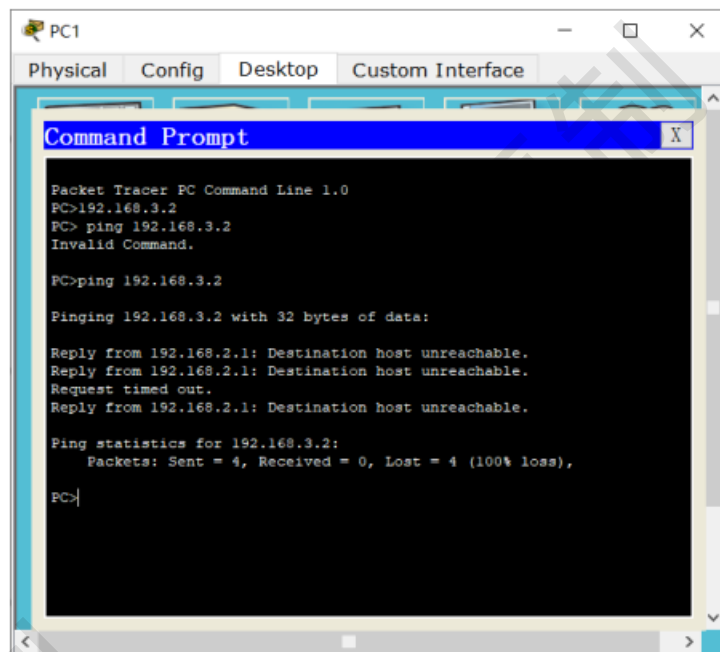 PC1
Physical Config Desktop Custom Interface
Command Prompt X
Packet Tracer PC Command Line 1.0
PC>192.168.3.2
PC> ping 192.168.3.2
Invalid Command.
PC>ping 192.168.3.2
Pinging 192.168.3.2 with 32 bytes of data:
Reply from 192.168.2.1: Destination host unreachable.
Reply from 192.168.2.1: Destination host unreachable.
Request timed out.
Reply from 192.168.2.1: Destination host unreachable.
Ping statistics for 192.168.3.2:
Packets: Sent = 4, Received = 0, Lost = 4 (100% loss),
PC>
制